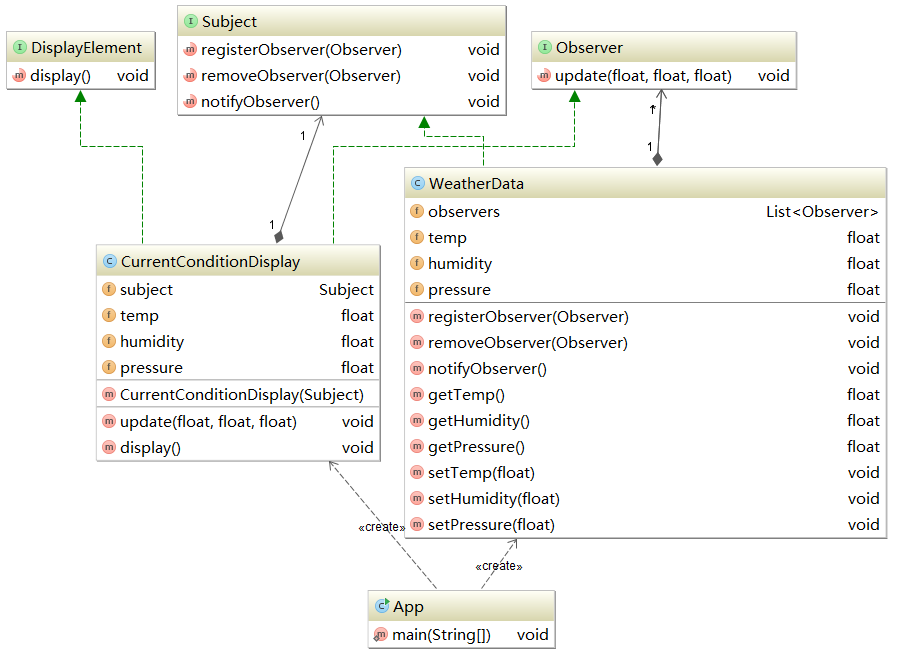 DisplayElement
display() void
Subject
registerObserver(Observer) void
removeObserver(Observer) void
notifyObserver() void
Observer
update(float, float, float) void
1
1
*
1
CurrentConditionDisplay
subject Subject
temp float
humidity float
pressure float
CurrentConditionDisplay(Subject)
update(float, float, float) void
display() void
WeatherData
observers List<Observer>
temp float
humidity float
pressure float
registerObserver(Observer) void
removeObserver(Observer) void
notifyObserver() void
getTemp() float
getHumidity() float
getPressure() float
setTemp(float) void
setHumidity(float) void
setPressure(float) void
«create»
«create»
App
main(String[]) void